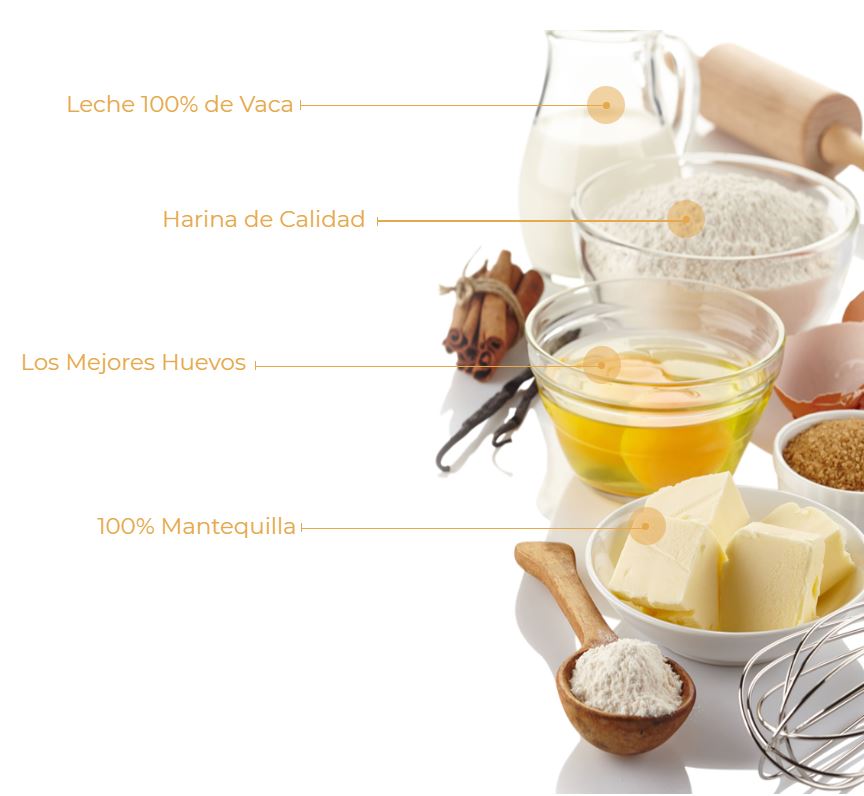 Leche 100% de Vaca
Harina de Calidad
Los Mejores Huevos
100% Mantequilla